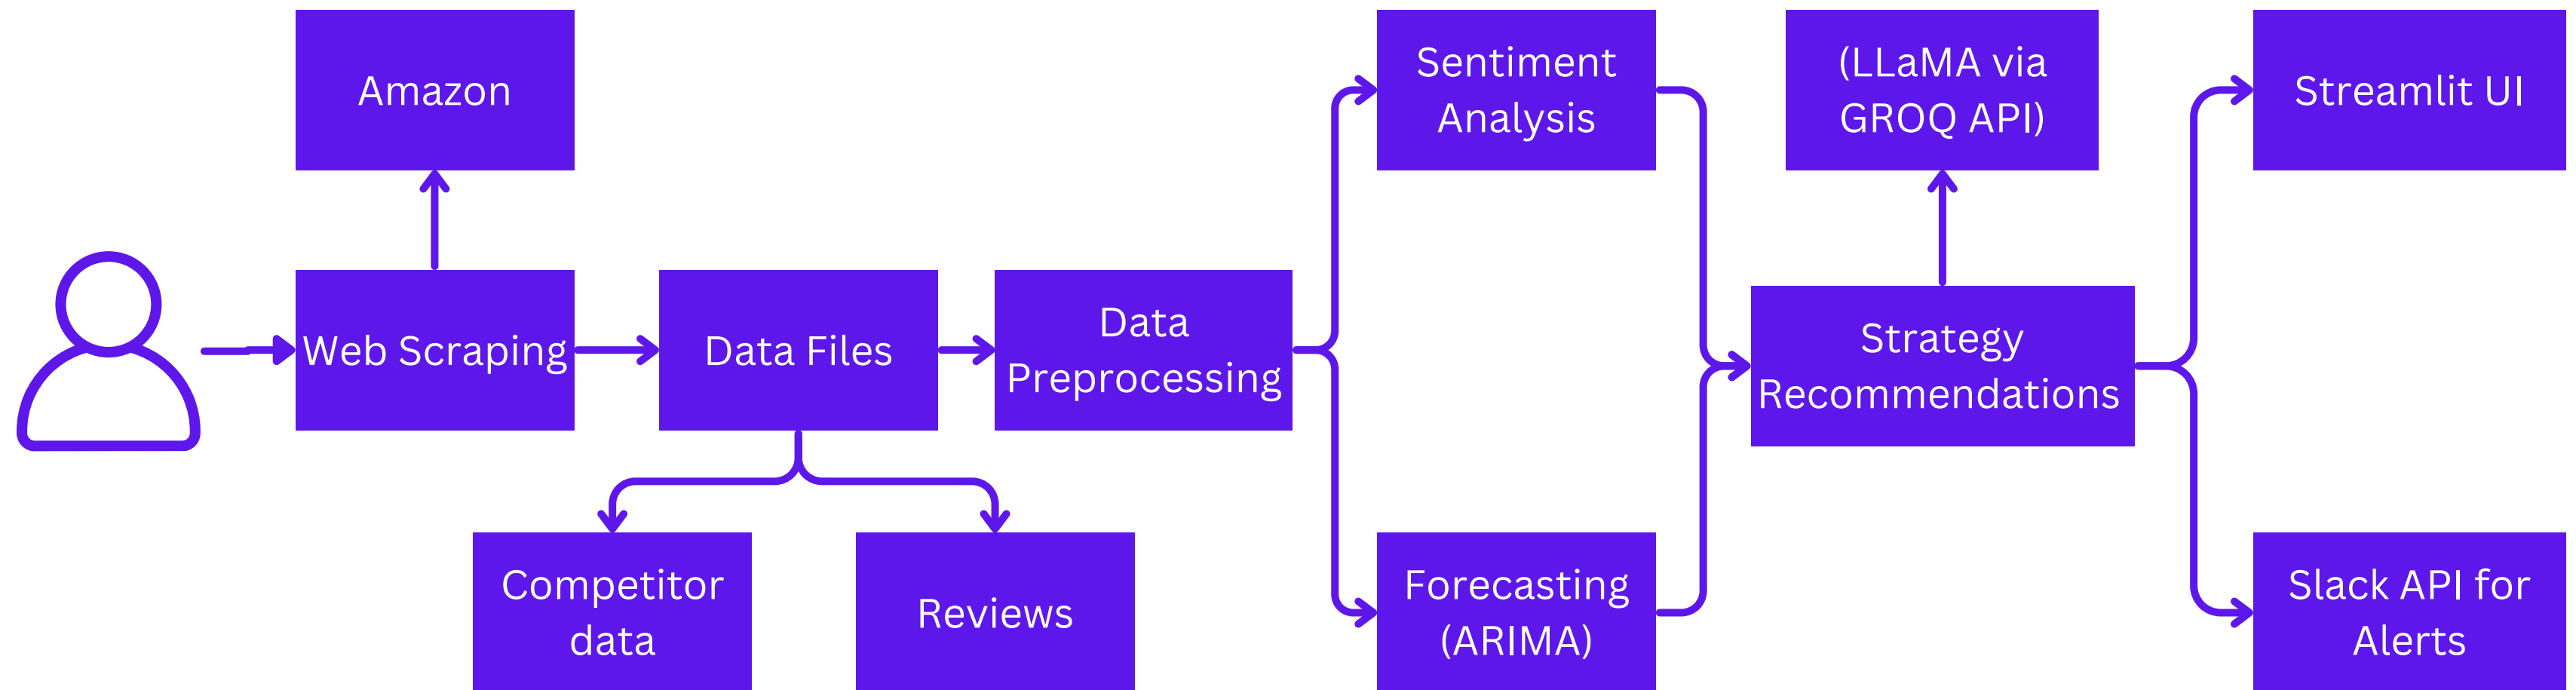 Amazon
Sentiment
Analysis
(LLaMA via
GROQ API)
Streamlit UI
Web Scraping
Data Files
Data
Preprocessing
Strategy
Recommendations
Competitor
data
Reviews
Forecasting
(ARIMA)
Slack API for
Alerts